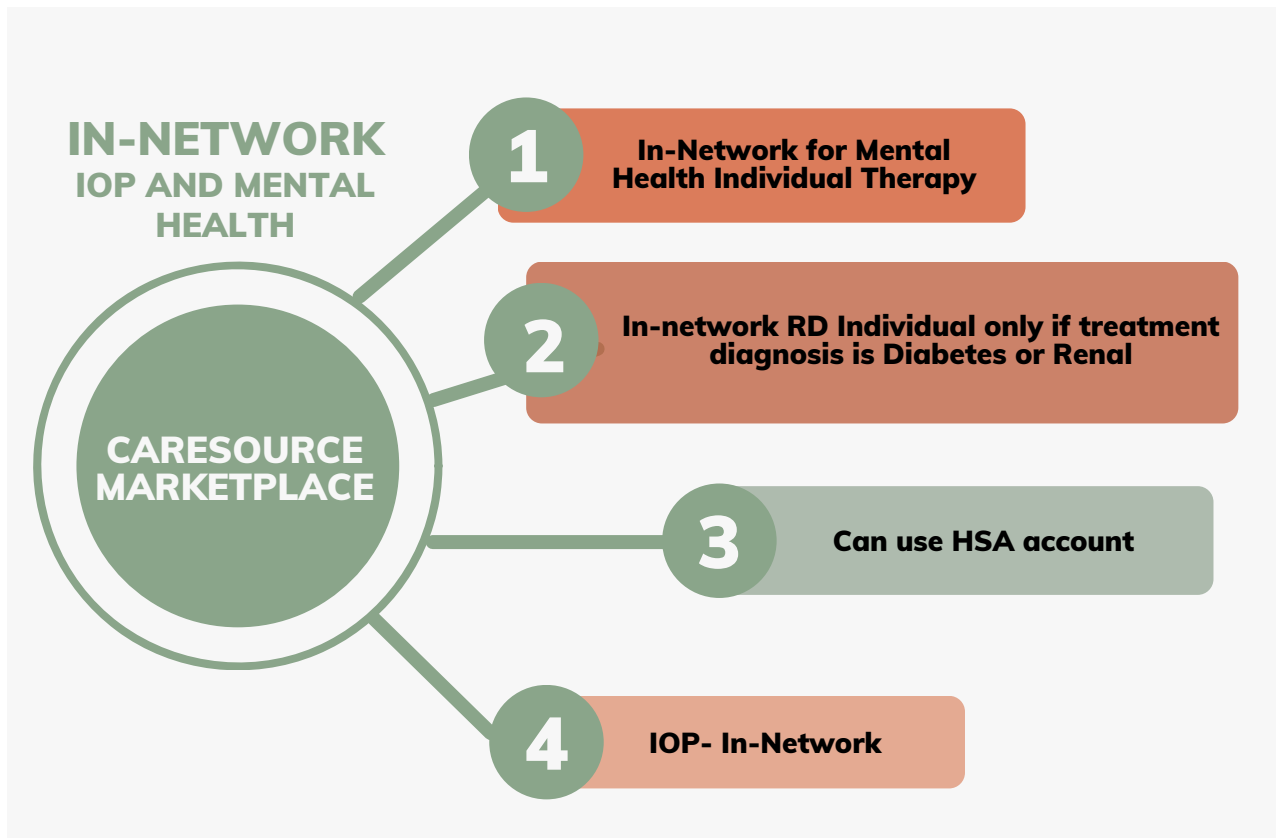 IN-NETWORK
IOP AND MENTAL
HEALTH
CARESOURCE
MARKETPLACE
1
In-Network for Mental
Health Individual Therapy
2
In-network RD Individual only if treatment
diagnosis is Diabetes or Renal
3
Can use HSA account
4
IOP- In-Network